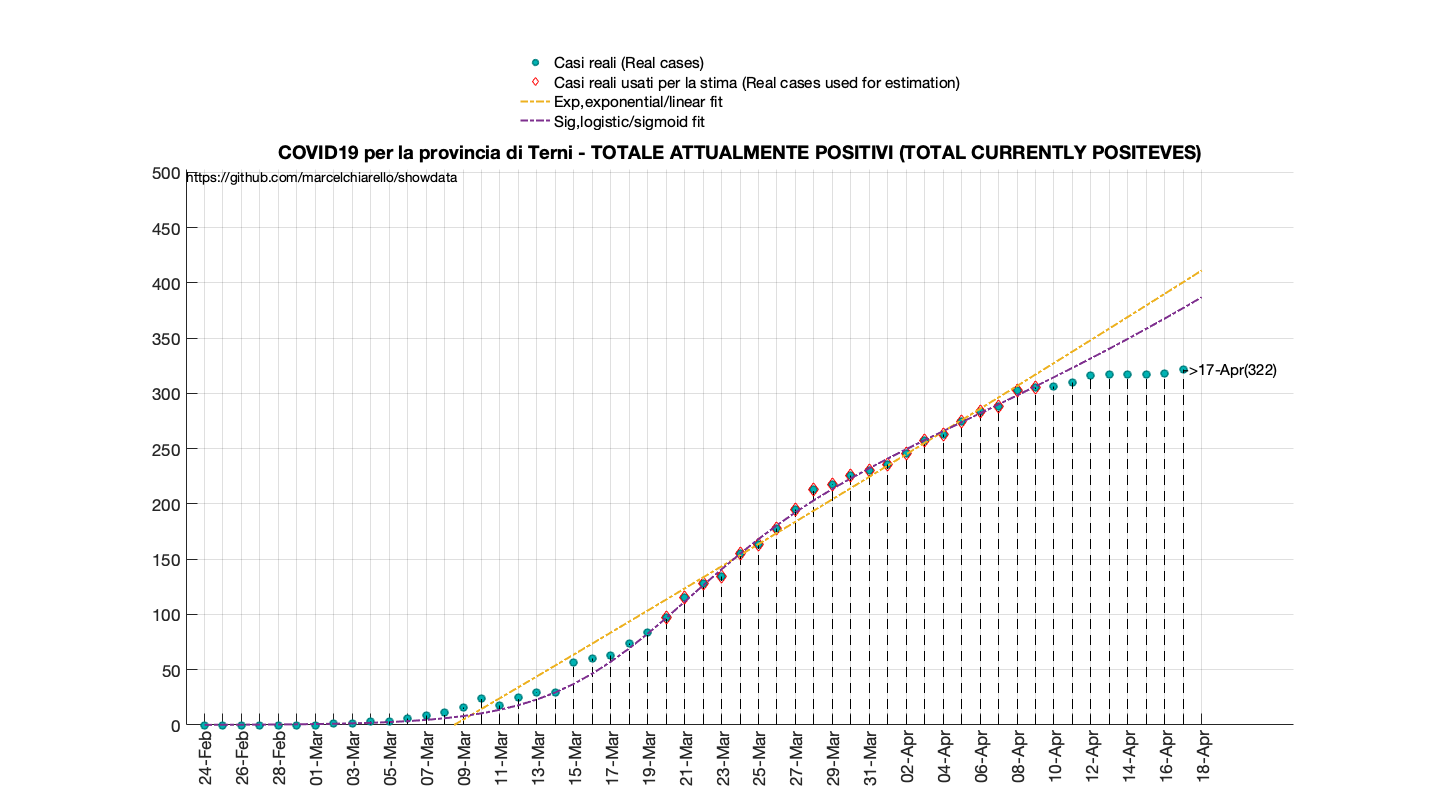 Casi reali (Real cases)
Casi reali usati per la stima (Real cases used for estimation)
Exp,exponential/linear fit
Sig,logistic/sigmoid fit
COVID19 per la provincia di Terni - TOTALE ATTUALMENTE POSITIVI (TOTAL CURRENTLY POSITEVES)
https://github.com/marcelchiarello/showdata
500
450
400
350
300
250
200
150
100
50
0
->17-Apr(322)
24-Feb
26-Feb
28-Feb
01-Mar
03-Mar
05-Mar
07-Mar
09-Mar
11-Mar
13-Mar
15-Mar
17-Mar
19-Mar
21-Mar
23-Mar
25-Mar
27-Mar
29-Mar
31-Mar
02-Apr
04-Apr
06-Apr
08-Apr
10-Apr
12-Apr
14-Apr
16-Apr
18-Apr